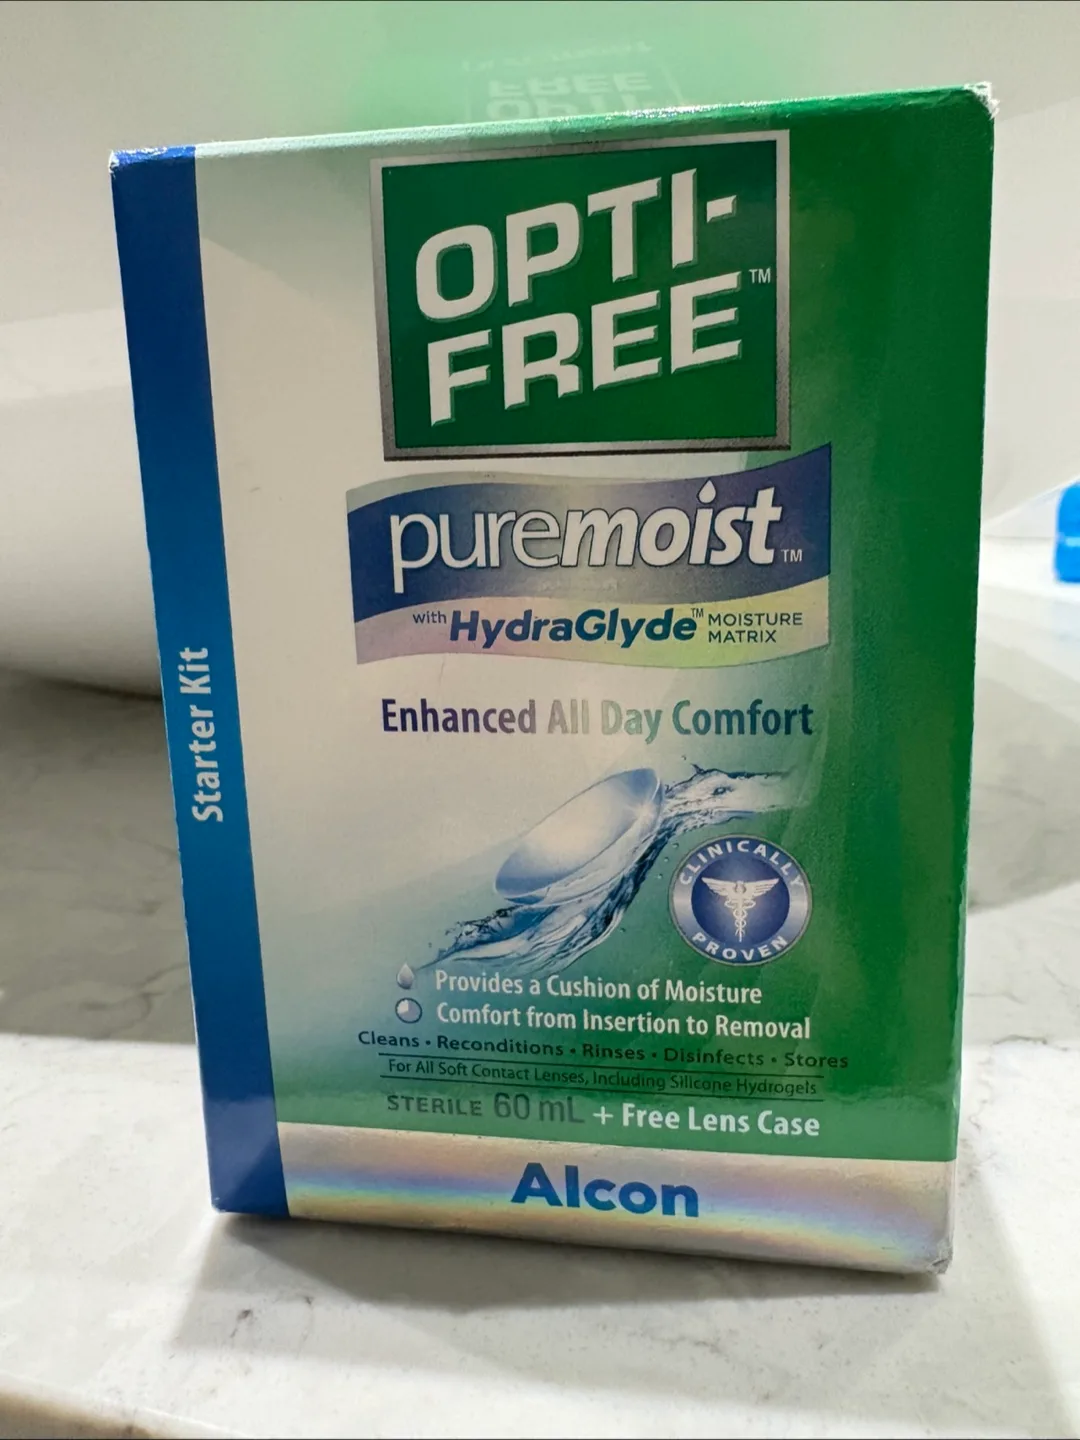 OPTI-
FREE™
puremoist™
with HydraGlyde™ MOISTURE
MATRIX
Enhanced All Day Comfort
CLINICALLY
PROVEN
Provides a Cushion of Moisture
Comfort from Insertion to Removal
Cleans • Reconditions • Rinses • Disinfects • Stores
For All Soft Contact Lenses, Including Silicone Hydrogels
STERILE 60 mL + Free Lens Case
Alcon
Starter Kit